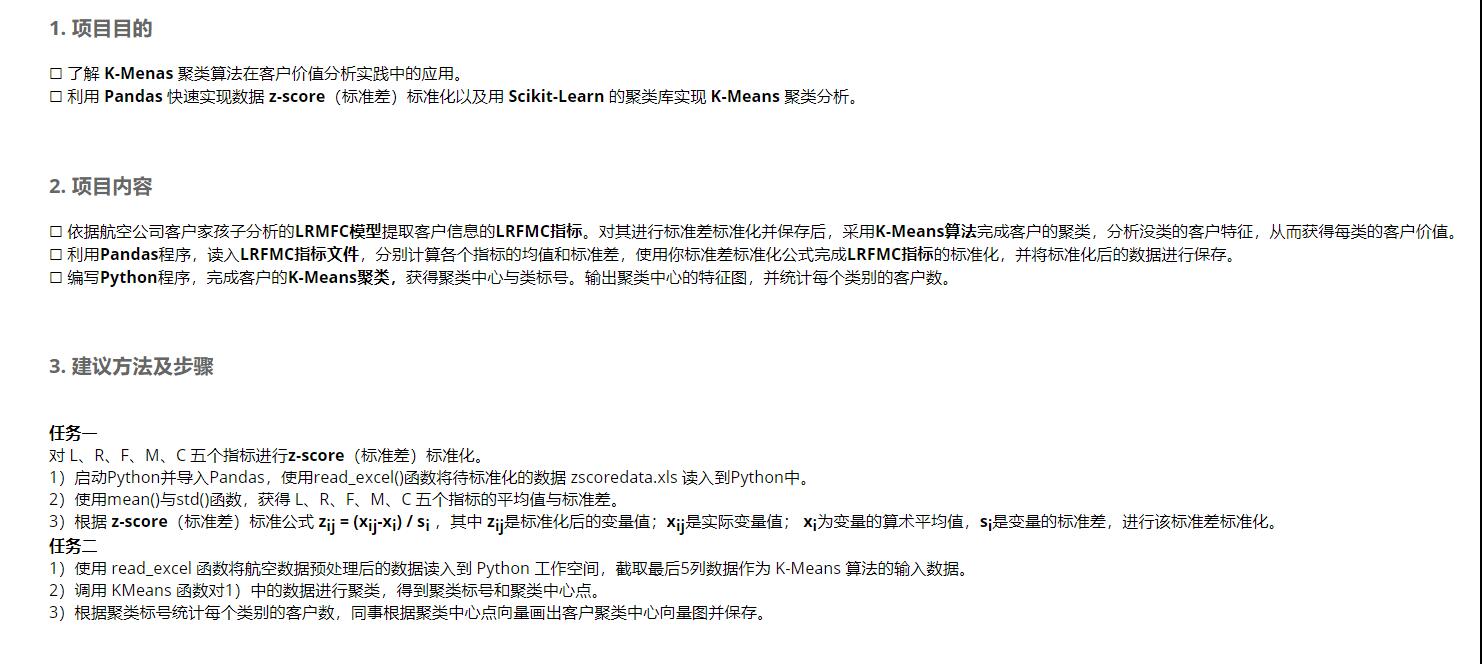 1. 项目目的
□ 了解 K-Menas 聚类算法在客户价值分析实践中的应用。
□ 利用 Pandas 快速实现数据 z-score（标准差）标准化以及用 Scikit-Learn 的聚类库实现 K-Means 聚类分析。
2. 项目内容
□ 依据航空公司客户家孩子分析的LRMFC模型提取客户信息的LRFMC指标。对其进行标准差标准化并保存后，采用K-Means算法完成客户的聚类，分析没类的客户特征，从而获得每类的客户价值。
□ 利用Pandas程序，读入LRFMC指标文件，分别计算各个指标的均值和标准差，使用你标准差标准化公式完成LRFMC指标的标准化，并将标准化后的数据进行保存。
□ 编写Python程序，完成客户的K-Means聚类，获得聚类中心与类标号。输出聚类中心的特征图，并统计每个类别的客户数。
3. 建议方法及步骤
任务一
对 L、R、F、M、C 五个指标进行z-score（标准差）标准化。
1）启动Python并导入Pandas，使用read_excel()函数将待标准化的数据 zscoredata.xls 读入到Python中。
2）使用mean()与std()函数，获得 L、R、F、M、C 五个指标的平均值与标准差。
3）根据 z-score（标准差）标准公式 zij = (xij-xi) / si ，其中 zij是标准化后的变量值；xij是实际变量值； xi为变量的算术平均值，si是变量的标准差，进行该标准差标准化。
任务二
1）使用 read_excel 函数将航空数据预处理后的数据读入到 Python 工作空间，截取最后5列数据作为 K-Means 算法的输入数据。
2）调用 KMeans 函数对1）中的数据进行聚类，得到聚类标号和聚类中心点。
3）根据聚类标号统计每个类别的客户数，同事根据聚类中心点向量画出客户聚类中心向量图并保存。